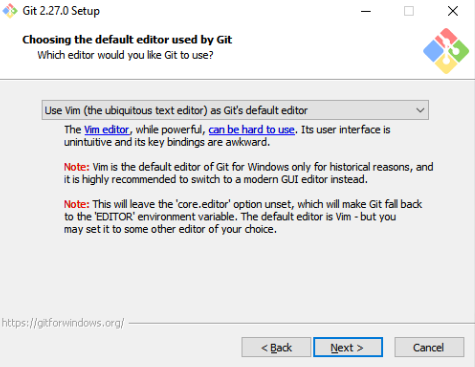 Git 2.27.0 Setup
Choosing the default editor used by Git
Which editor would you like Git to use?
Use Vim (the ubiquitous text editor) as Git's default editor
The Vim editor, while powerful, can be hard to use. Its user interface is
unintuitive and its key bindings are awkward.
Note: Vim is the default editor of Git for Windows only for historical reasons, and
it is highly recommended to switch to a modern GUI editor instead.
Note: This will leave the 'core.editor' option unset, which will make Git fall back
to the 'EDITOR' environment variable. The default editor is Vim - but you
may set it to some other editor of your choice.
https://gitforwindows.org/
< Back
Next >
Cancel